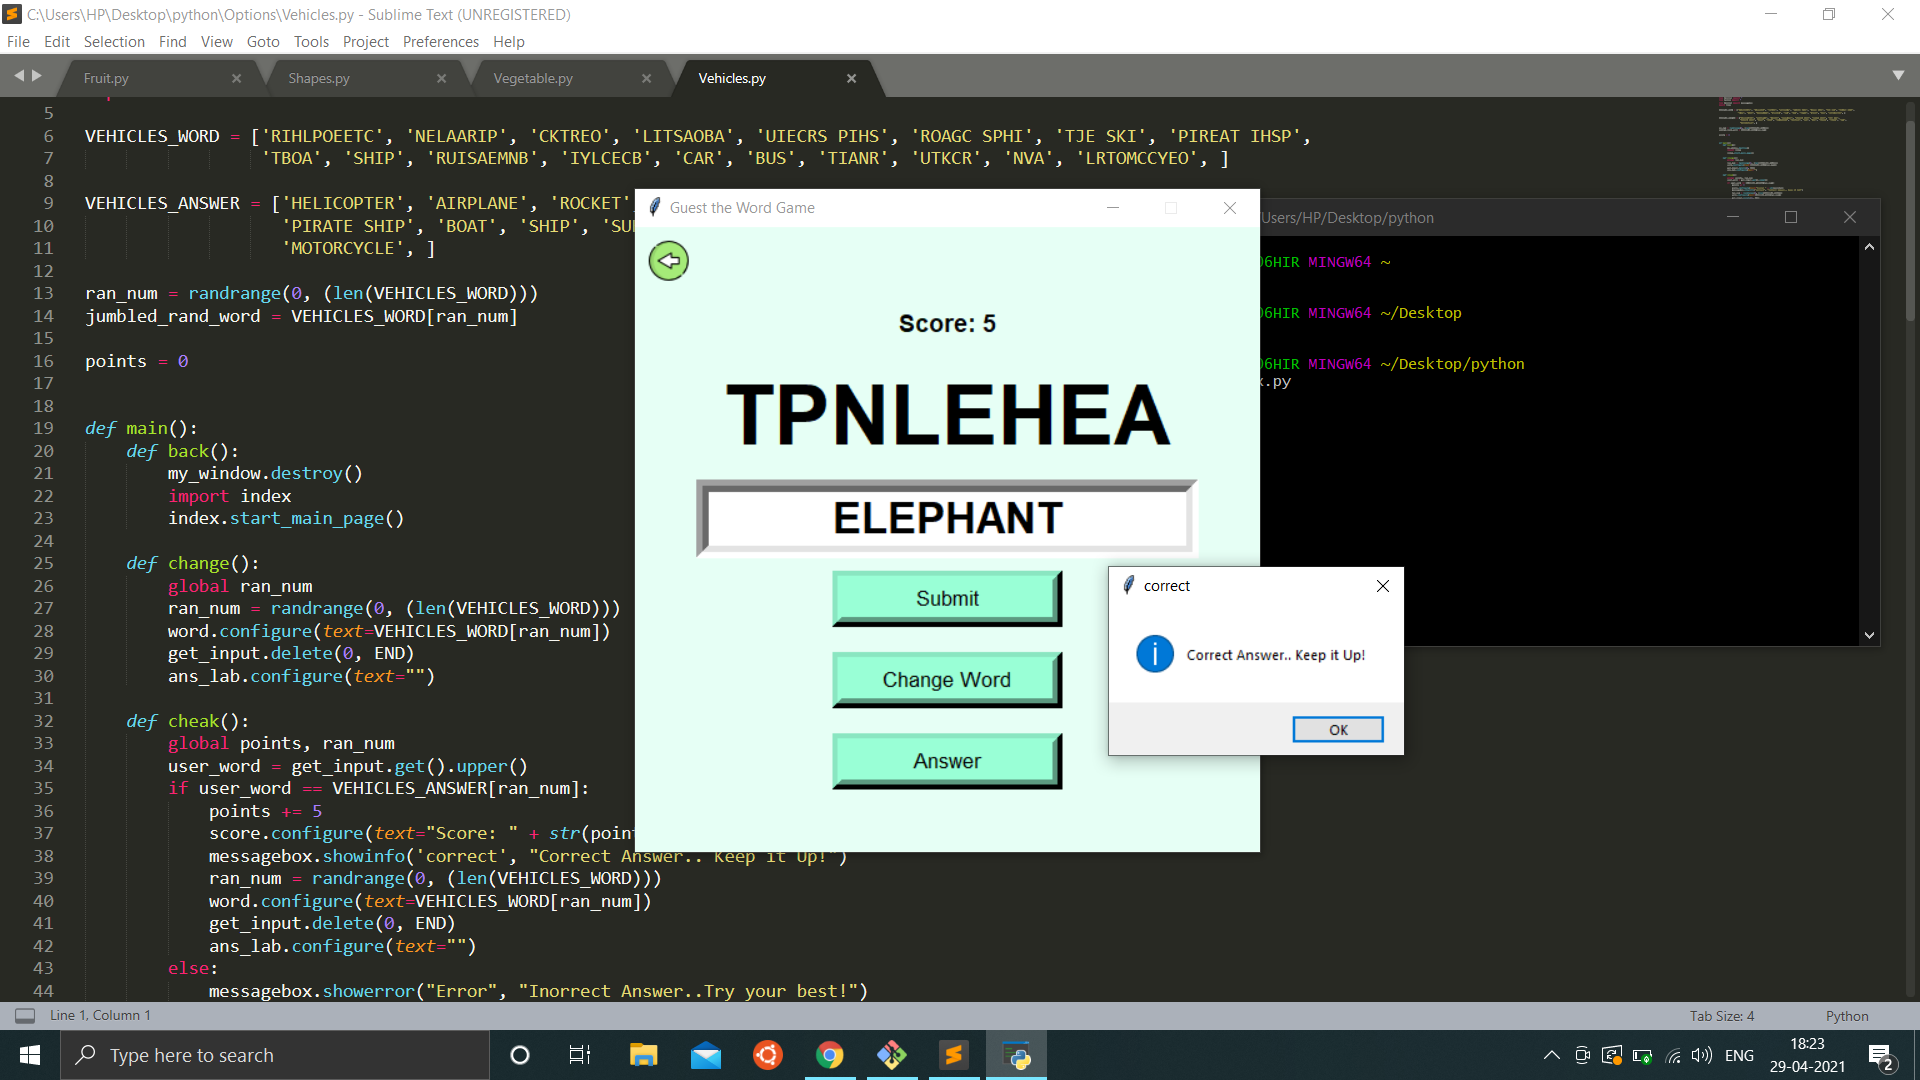 C:\Users\HP\Desktop\python\Options\Vehicles.py - Sublime Text (UNREGISTERED)
File Edit Selection Find View Goto Tools Project Preferences Help
Fruit.py Shapes.py Vegetable.py Vehicles.py
5
6 VEHICLES_WORD = ['RIHLPOEETC', 'NELAARIP', 'CKTREO', 'LITSAOBA', 'UIECRS PIHS', 'ROAGC SPHI', 'TJE SKI', 'PIREAT IHSP',
7 'TBOA', 'SHIP', 'RUISAEMNB', 'IYLCECB', 'CAR', 'BUS', 'TIANR', 'UTKCR', 'NVA', 'LRTOMCCYEO', ]
8
9 VEHICLES_ANSWER = ['HELICOPTER', 'AIRPLANE', 'ROCKET'
10 'PIRATE SHIP', 'BOAT', 'SHIP', 'SU
11 'MOTORCYCLE', ]
12
13 ran_num = randrange(0, (len(VEHICLES_WORD)))
14 jumbled_rand_word = VEHICLES_WORD[ran_num]
15
16 points = 0
17
18
19 def main():
20 def back():
21 my_window.destroy()
22 import index
23 index.start_main_page()
24
25 def change():
26 global ran_num
27 ran_num = randrange(0, (len(VEHICLES_WORD)))
28 word.configure(text=VEHICLES_WORD[ran_num])
29 get_input.delete(0, END)
30 ans_lab.configure(text="")
31
32 def cheak():
33 global points, ran_num
34 user_word = get_input.get().upper()
35 if user_word == VEHICLES_ANSWER[ran_num]:
36 points += 5
37 score.configure(text="Score: " + str(poin
38 messagebox.showinfo('correct', "Correct Answer.. Keep it Up!")
39 ran_num = randrange(0, (len(VEHICLES_WORD)))
40 word.configure(text=VEHICLES_WORD[ran_num])
41 get_input.delete(0, END)
42 ans_lab.configure(text="")
43 else:
44 messagebox.showerror("Error", "Inorrect Answer..Try your best!")
Guest the Word Game
Score: 5
TPNLEHEA
ELEPHANT
Submit
Change Word
Answer
correct
Correct Answer.. Keep it Up!
OK
Users/HP/Desktop/python
06HIR MINGW64 ~
06HIR MINGW64 ~/Desktop
06HIR MINGW64 ~/Desktop/python
x.py
Line 1, Column 1 Tab Size: 4 Python
Type here to search
ENG
18:23
29-04-2021
2